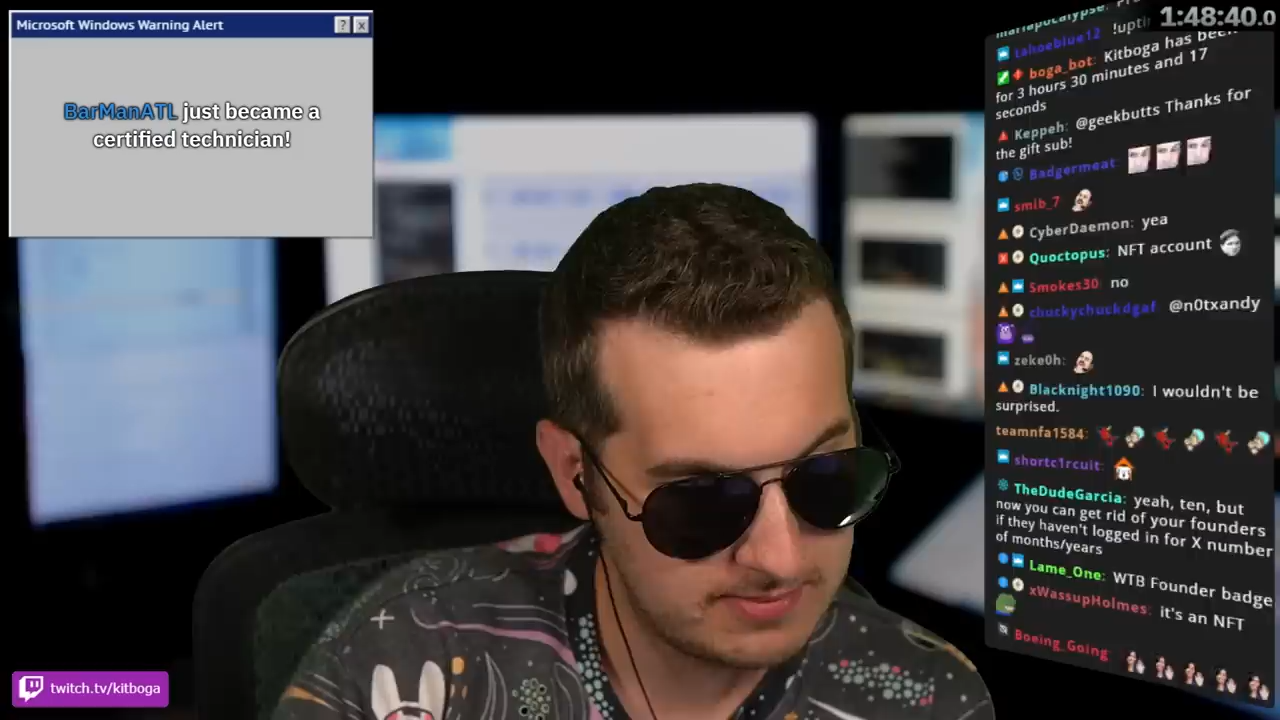 Microsoft Windows Warning Alert
? x
BarManATL just became a
certified technician!
1:48:40.0
mariapocalypse:
Lahoeblue12 !upti
boga_bot: Kitboga has been
for 3 hours 30 minutes and 17
seconds
Keppeh: @geekbutts Thanks for
the gift sub!
Badgermeat
smlb_7
CyberDaemon: yea
Quoctopus: NFT account
Smokes30 no
chuckychuckdgaf @n0txandy
zeke0h:
Blacknight1090: I wouldn't be
surprised.
teamnfa1584:
shortc1rcuit:
TheDudeGarcia: yeah, ten, but
now you can get rid of your founders
if they haven't logged in for X number
of months/years
Lame_One: WTB Founder badge
xWassupHolmes: it's an NFT
Boeing_Going
twitch.tv/kitboga